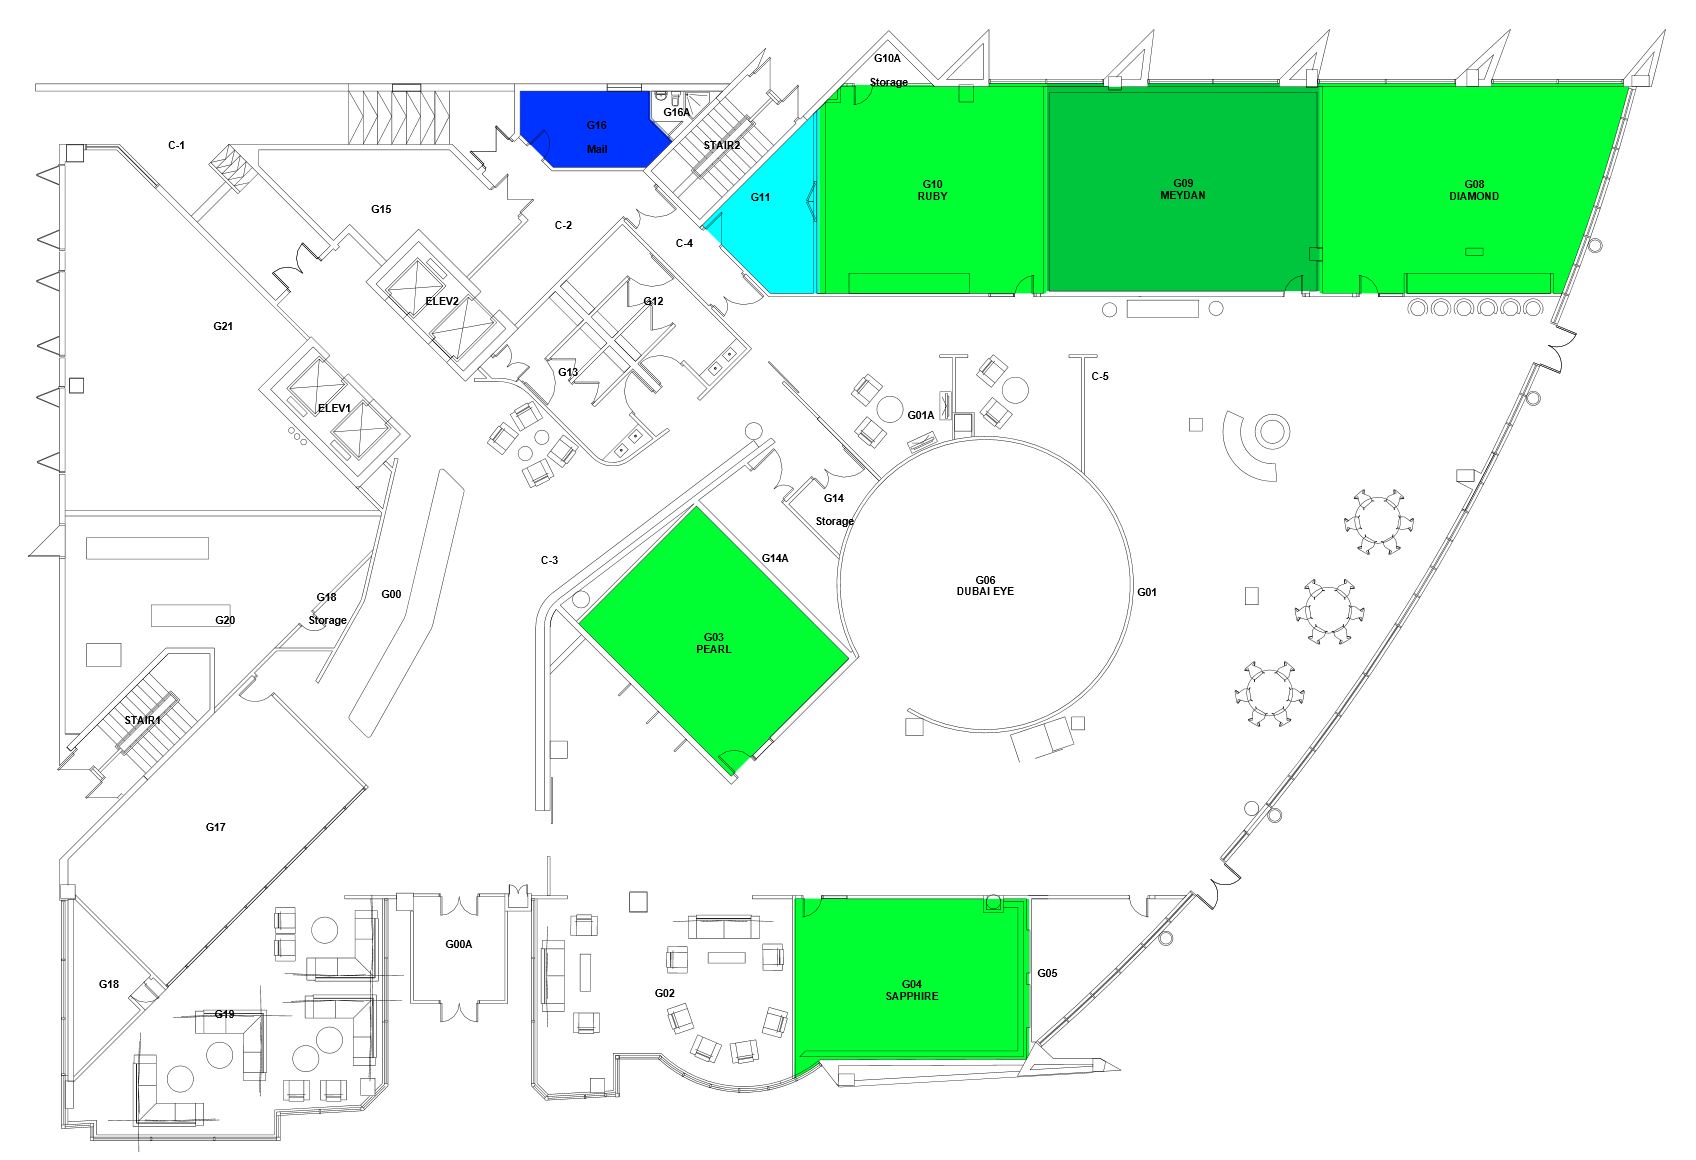 G10A
Storage
G16A
G16
Mail
C-1
STAIR2
G10
RUBY
G09
MEYDAN
G08
DIAMOND
G11
G15
C-2
C-4
ELEV2
G12
G21
G13
C-5
ELEV1
G01A
G14
Storage
C-3
G14A
G06
DUBAI EYE
G01
G00
G18
Storage
G20
G03
PEARL
STAIR1
G17
G00A
G05
G18
G02
G04
SAPPHIRE
G19